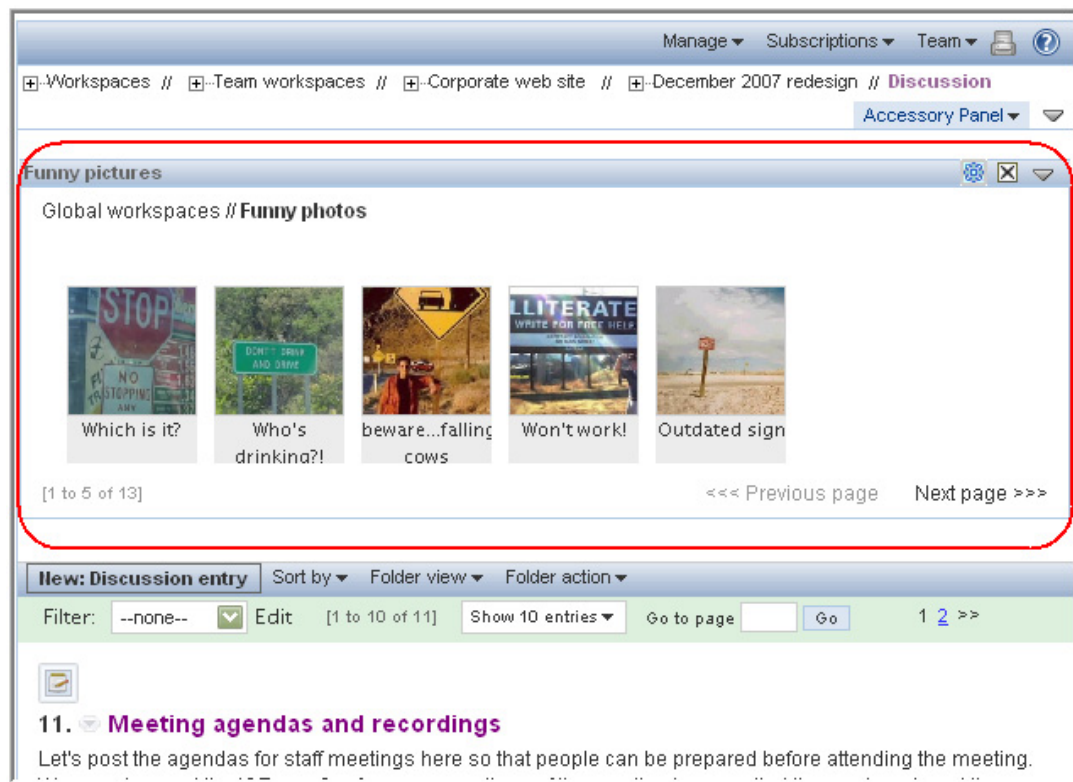 Manage Subscriptions Team
Workspaces // Team workspaces // Corporate web site // December 2007 redesign // Discussion
Accessory Panel
Funny pictures
Global workspaces // Funny photos
STOP
NO
STOPPING
ANY
DON'T DRINK
AND DRIVE
LLITERATE
WRITE FOR FREE HELP
Which is it?
Who's
drinking?!
beware...falling
cows
Won't work!
Outdated sign
[1 to 5 of 13] <<< Previous page Next page >>>
New: Discussion entry Sort by Folder view Folder action
Filter: --none-- Edit [1 to 10 of 11] Show 10 entries Go to page Go 1 2 >>
11. Meeting agendas and recordings
Let's post the agendas for staff meetings here so that people can be prepared before attending the meeting.